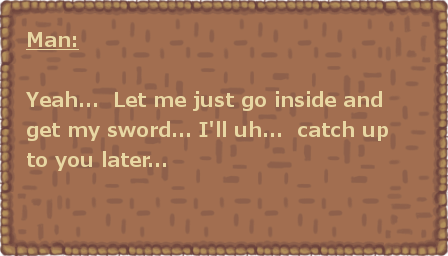 Man:
Yeah...  Let me just go inside and
get my sword... I'll uh...  catch up
to you later...